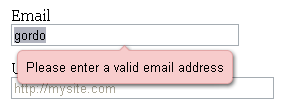 Email
gordo
Please enter a valid email address
U
http://mysite.com